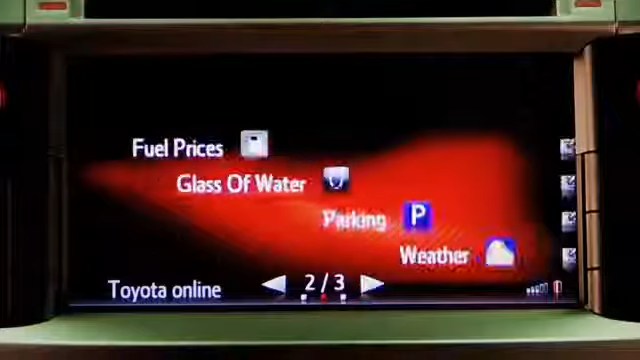 Fuel Prices
Glass Of Water
Parking
P
Weather
Toyota online
2/3